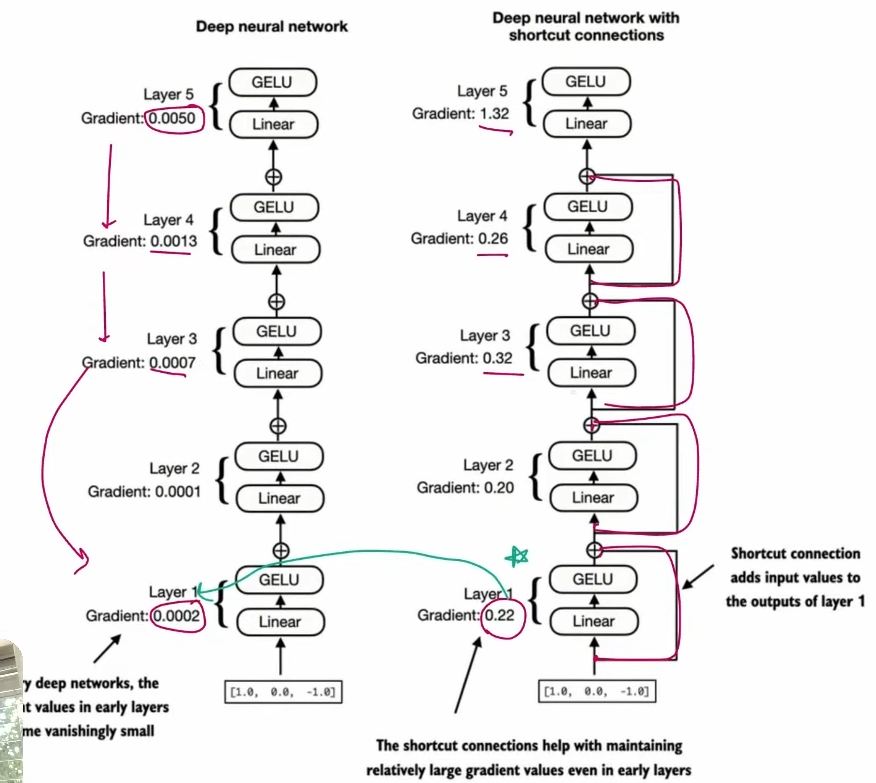 Deep neural network
Deep neural network with
shortcut connections
Layer 5
Gradient: 0.0050
GELU
Linear
Layer 4
Gradient: 0.0013
GELU
Linear
Layer 3
Gradient: 0.0007
GELU
Linear
Layer 2
Gradient: 0.0001
GELU
Linear
Layer 1
Gradient: 0.0002
GELU
Linear
[1.0, 0.0, -1.0]
y deep networks, the
t values in early layers
me vanishingly small
Layer 5
Gradient: 1.32
GELU
Linear
Layer 4
Gradient: 0.26
GELU
Linear
Layer 3
Gradient: 0.32
GELU
Linear
Layer 2
Gradient: 0.20
GELU
Linear
Layer 1
Gradient: 0.22
GELU
Linear
[1.0, 0.0, -1.0]
Shortcut connection
adds input values to
the outputs of layer 1
The shortcut connections help with maintaining
relatively large gradient values even in early layers